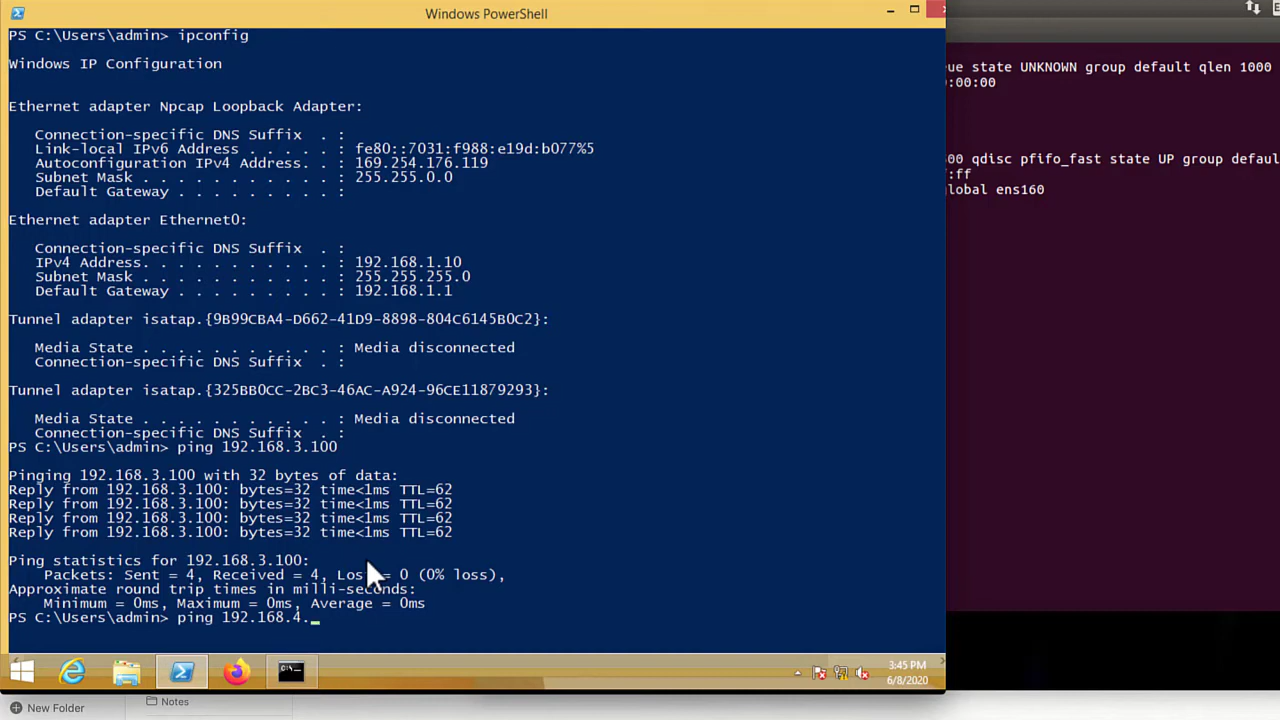 Windows PowerShell
PS C:\Users\admin> ipconfig
Windows IP Configuration
Ethernet adapter Npcap Loopback Adapter:
Connection-specific DNS Suffix . :
Link-local IPv6 Address . . . . . : fe80::7031:f988:e19d:b077%5
Autoconfiguration IPv4 Address. . : 169.254.176.119
Subnet Mask . . . . . . . . . . . : 255.255.0.0
Default Gateway . . . . . . . . . :
Ethernet adapter Ethernet0:
Connection-specific DNS Suffix . :
IPv4 Address. . . . . . . . . . . : 192.168.1.10
Subnet Mask . . . . . . . . . . . : 255.255.255.0
Default Gateway . . . . . . . . . : 192.168.1.1
Tunnel adapter isatap.{9B99CBA4-D662-41D9-8898-804C6145B0C2}:
Media State . . . . . . . . . . . : Media disconnected
Connection-specific DNS Suffix . :
Tunnel adapter isatap.{325BB0CC-2BC3-46AC-A924-96CE11879293}:
Media State . . . . . . . . . . . : Media disconnected
Connection-specific DNS Suffix . :
PS C:\Users\admin> ping 192.168.3.100
Pinging 192.168.3.100 with 32 bytes of data:
Reply from 192.168.3.100: bytes=32 time<1ms TTL=62
Reply from 192.168.3.100: bytes=32 time<1ms TTL=62
Reply from 192.168.3.100: bytes=32 time<1ms TTL=62
Reply from 192.168.3.100: bytes=32 time<1ms TTL=62
Ping statistics for 192.168.3.100:
Packets: Sent = 4, Received = 4, Los = 0 (0% loss),
Approximate round trip times in milli-seconds:
Minimum = 0ms, Maximum = 0ms, Average = 0ms
PS C:\Users\admin> ping 192.168.4._
ue state UNKNOWN group default qlen 1000
0:00:00
00 qdisc pfifo_fast state UP group defaul
:ff
lobal ens160
3:45 PM
6/8/2020
New Folder
Notes